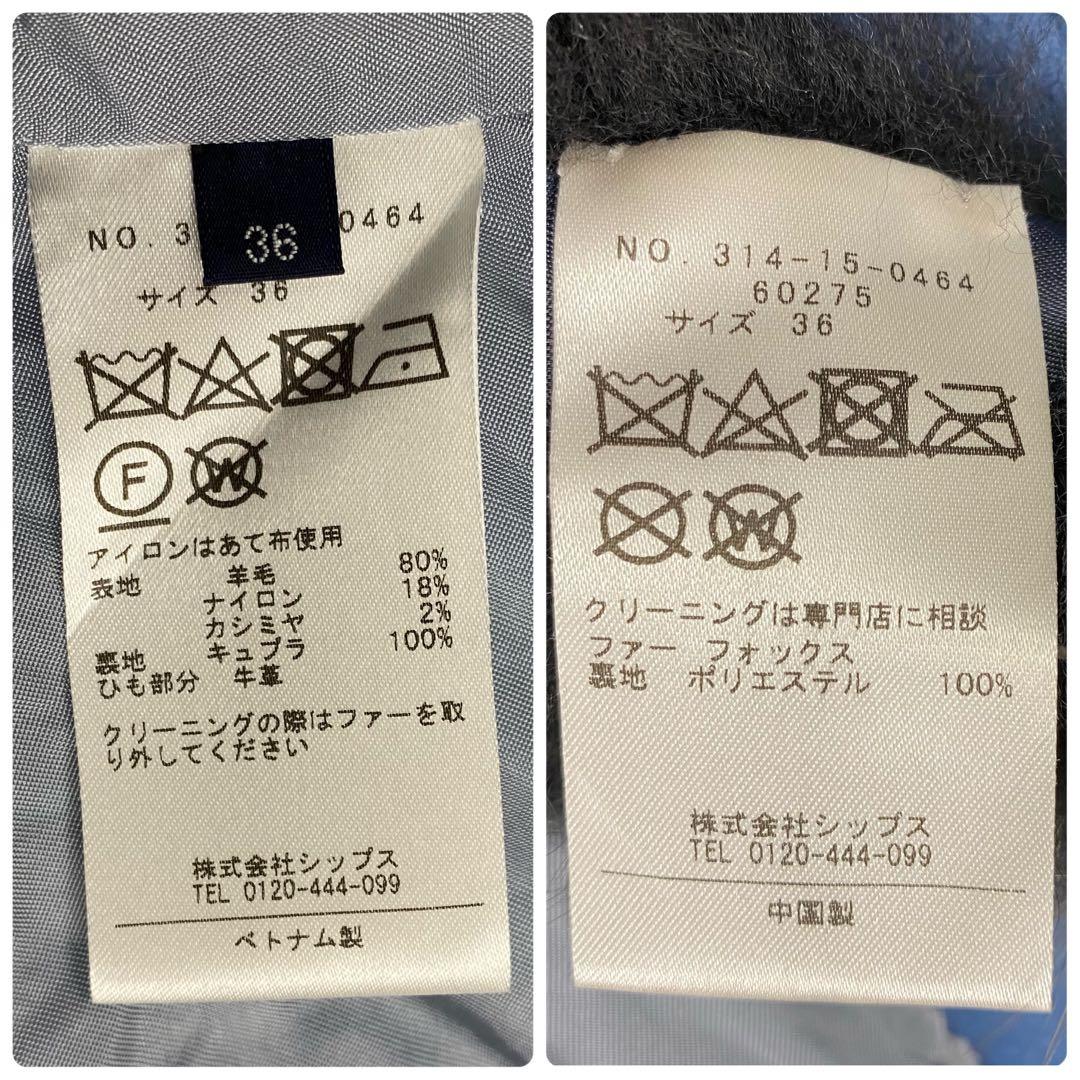 NO. 3 0464
36
サイズ 36
F
W
アイロンはあて布使用
表地 羊毛 80%
ナイロン 18%
カシミヤ 2%
裏地 キュプラ 100%
ひも部分 牛革
クリーニングの際はファーを取
り外してください
株式会社シップス
TEL 0120-444-099
ベトナム製
NO. 314-15-0464
60275
サイズ 36
W
クリーニングは専門店に相談
ファー フォックス
裏地 ポリエステル 100%
株式会社シップス
TEL 0120-444-099
中国製